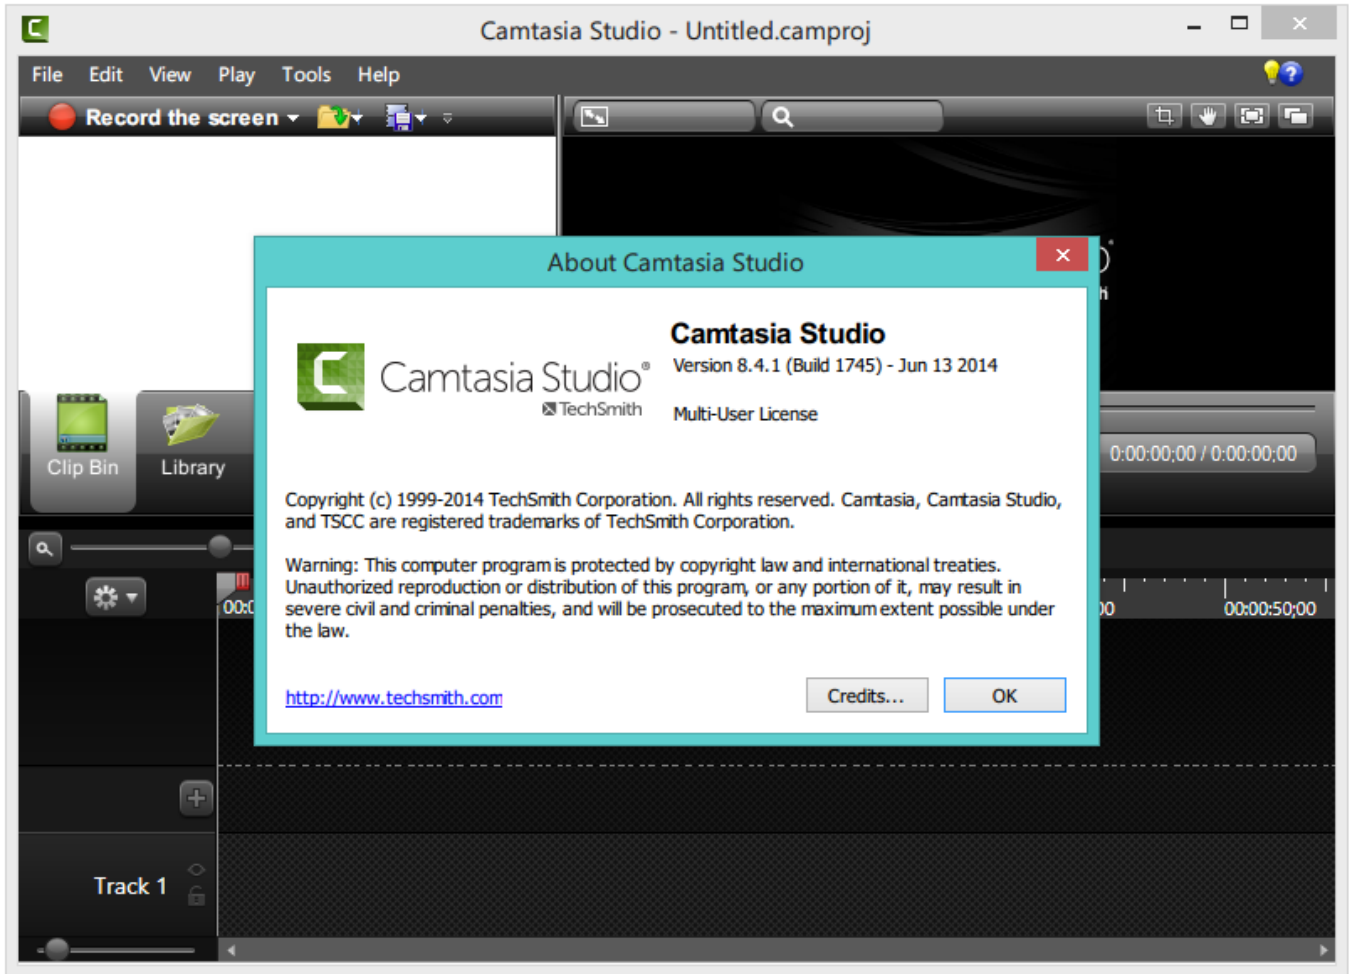 Camtasia Studio - Untitled.camproj
File Edit View Play Tools Help
Record the screen
About Camtasia Studio
Camtasia Studio
Version 8.4.1 (Build 1745) - Jun 13 2014
Camtasia Studio®
TechSmith
Multi-User License
Clip Bin
Library
0:00:00;00 / 0:00:00;00
Copyright (c) 1999-2014 TechSmith Corporation. All rights reserved. Camtasia, Camtasia Studio,
and TSCC are registered trademarks of TechSmith Corporation.
Warning: This computer program is protected by copyright law and international treaties.
Unauthorized reproduction or distribution of this program, or any portion of it, may result in
severe civil and criminal penalties, and will be prosecuted to the maximum extent possible under
the law.
00:00:50;00
http://www.techsmith.com
Credits...
OK
Track 1